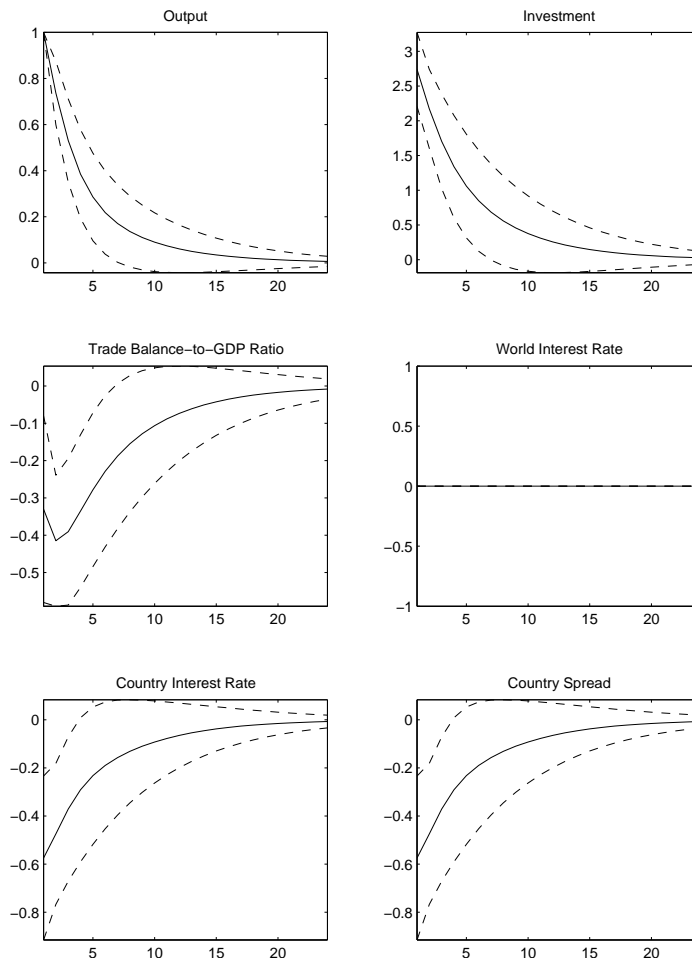 Output
1
0.8
0.6
0.4
0.2
0
5 10 15 20
Investment
3
2.5
2
1.5
1
0.5
0
5 10 15 20
Trade Balance−to−GDP Ratio
0
−0.1
−0.2
−0.3
−0.4
−0.5
5 10 15 20
World Interest Rate
1
0.5
0
−0.5
−1
5 10 15 20
Country Interest Rate
0
−0.2
−0.4
−0.6
−0.8
5 10 15 20
Country Spread
0
−0.2
−0.4
−0.6
−0.8
5 10 15 20